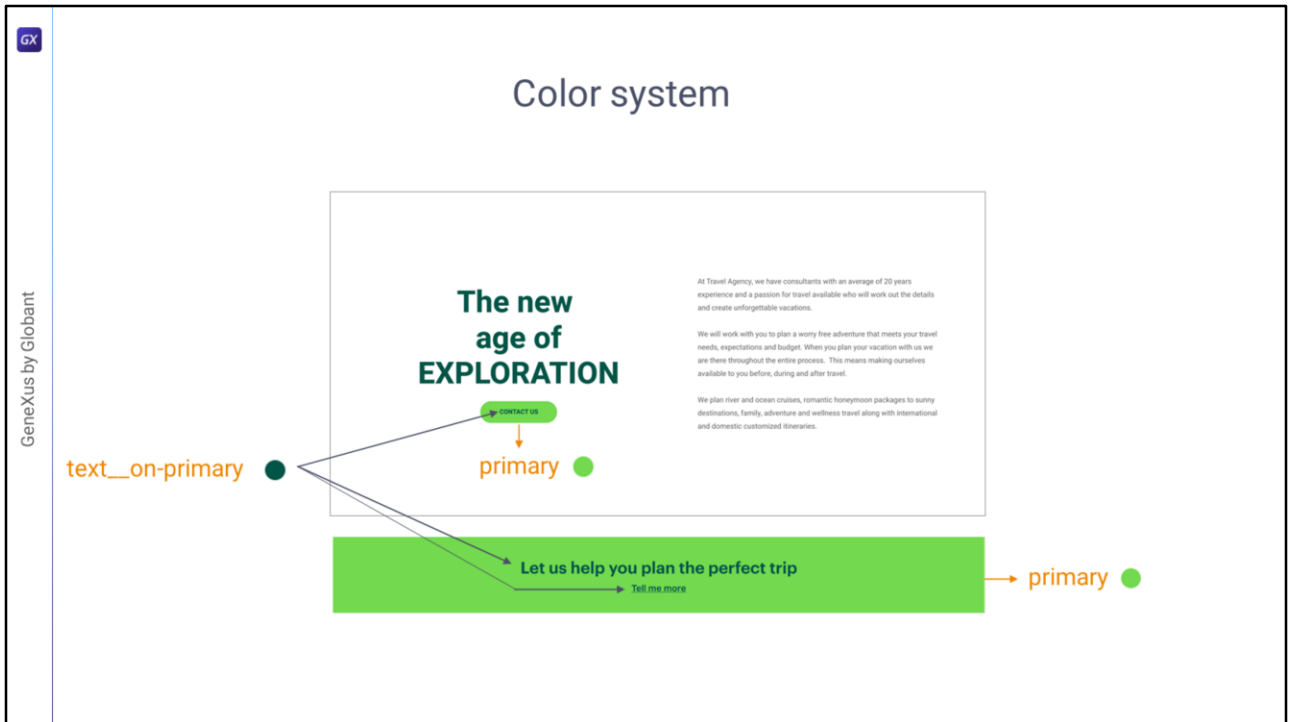 GX
GeneXus by Globant
Color system
The new
age of
EXPLORATION
CONTACT US
primary
At Travel Agency, we have consultants with an average of 20 years
experience and a passion for travel available who will work out the details
and create unforgettable vacations.
We will work with you to plan a worry free adventure that meets your travel
needs, expectations and budget. When you plan your vacation with us we
are there throughout the entire process. This means making ourselves
available to you before, during and after travel.
We plan river and ocean cruises, romantic honeymoon packages to sunny
destinations, family, adventure and wellness travel along with international
and domestic customized itineraries.
text__on-primary
Let us help you plan the perfect trip
Tell me more
primary